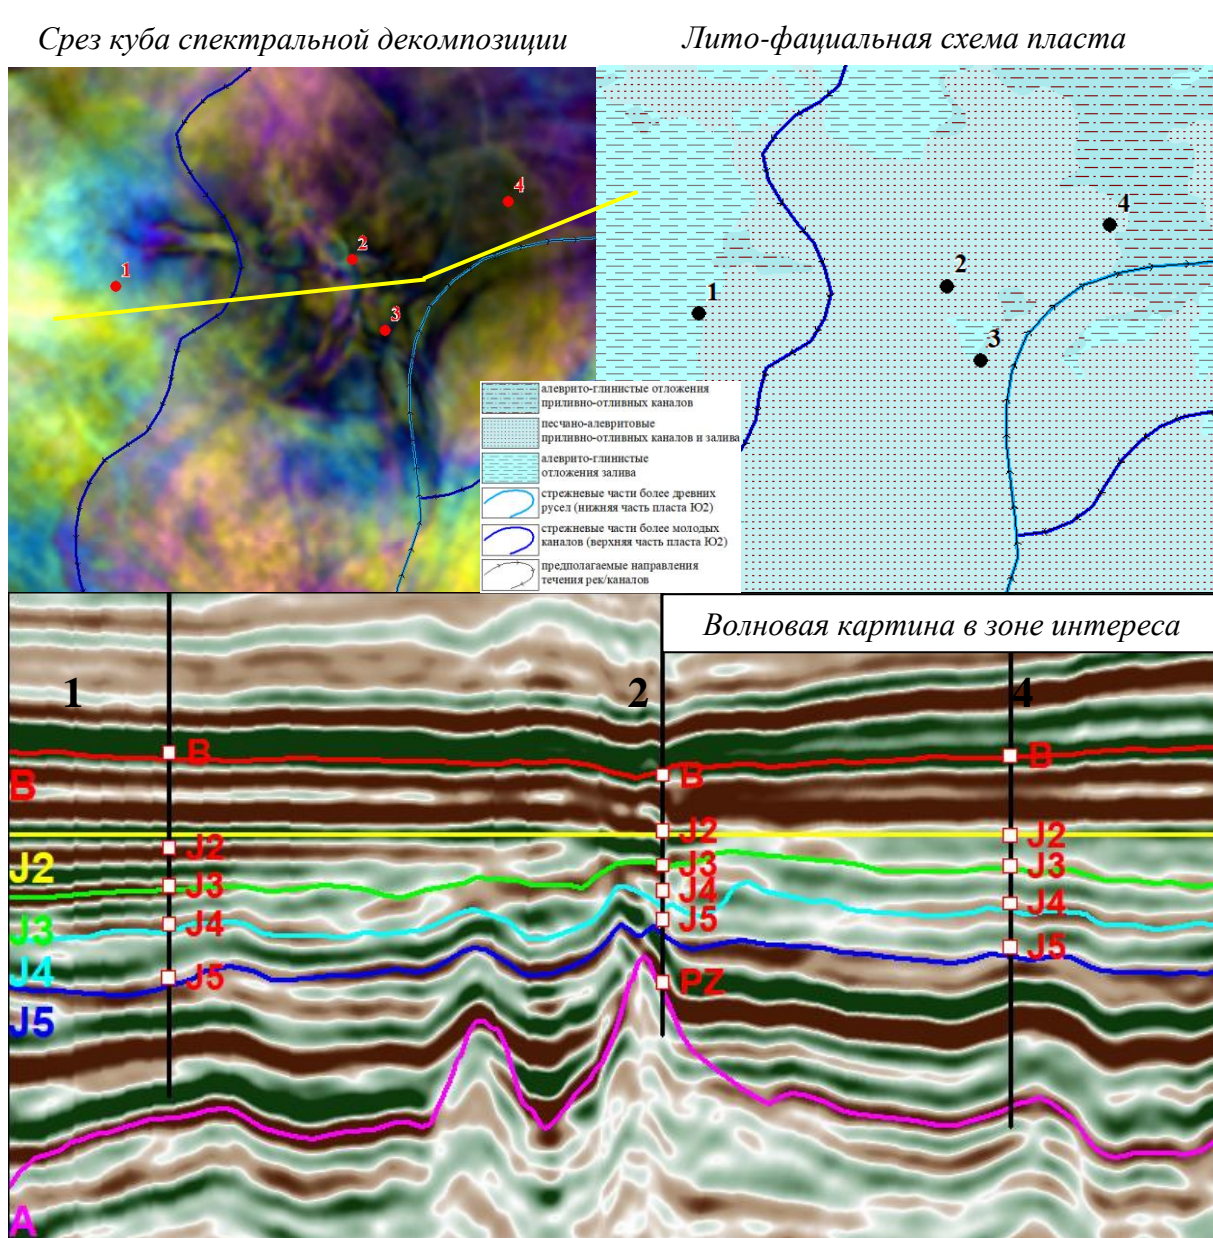 Срез куба спектральной декомпозиции
Лито-фациальная схема пласта
1
2
3
4
1
2
3
4
алеврито-глинистые отложения
приливно-отливных каналов
песчано-алевритовые
приливно-отливных каналов и залива
алеврито-глинистые
отложения залива
стрежневые части более древних
русел (нижняя часть пласта Ю2)
стрежневые части более молодых
каналов (верхняя часть пласта Ю2)
предполагаемые направления
течения рек/каналов
Волновая картина в зоне интереса
1
2
4
B
B
B
B
J2
J2
J2
J2
J3
J3
J3
J3
J4
J4
J4
J4
J5
J5
J5
J5
PZ
A